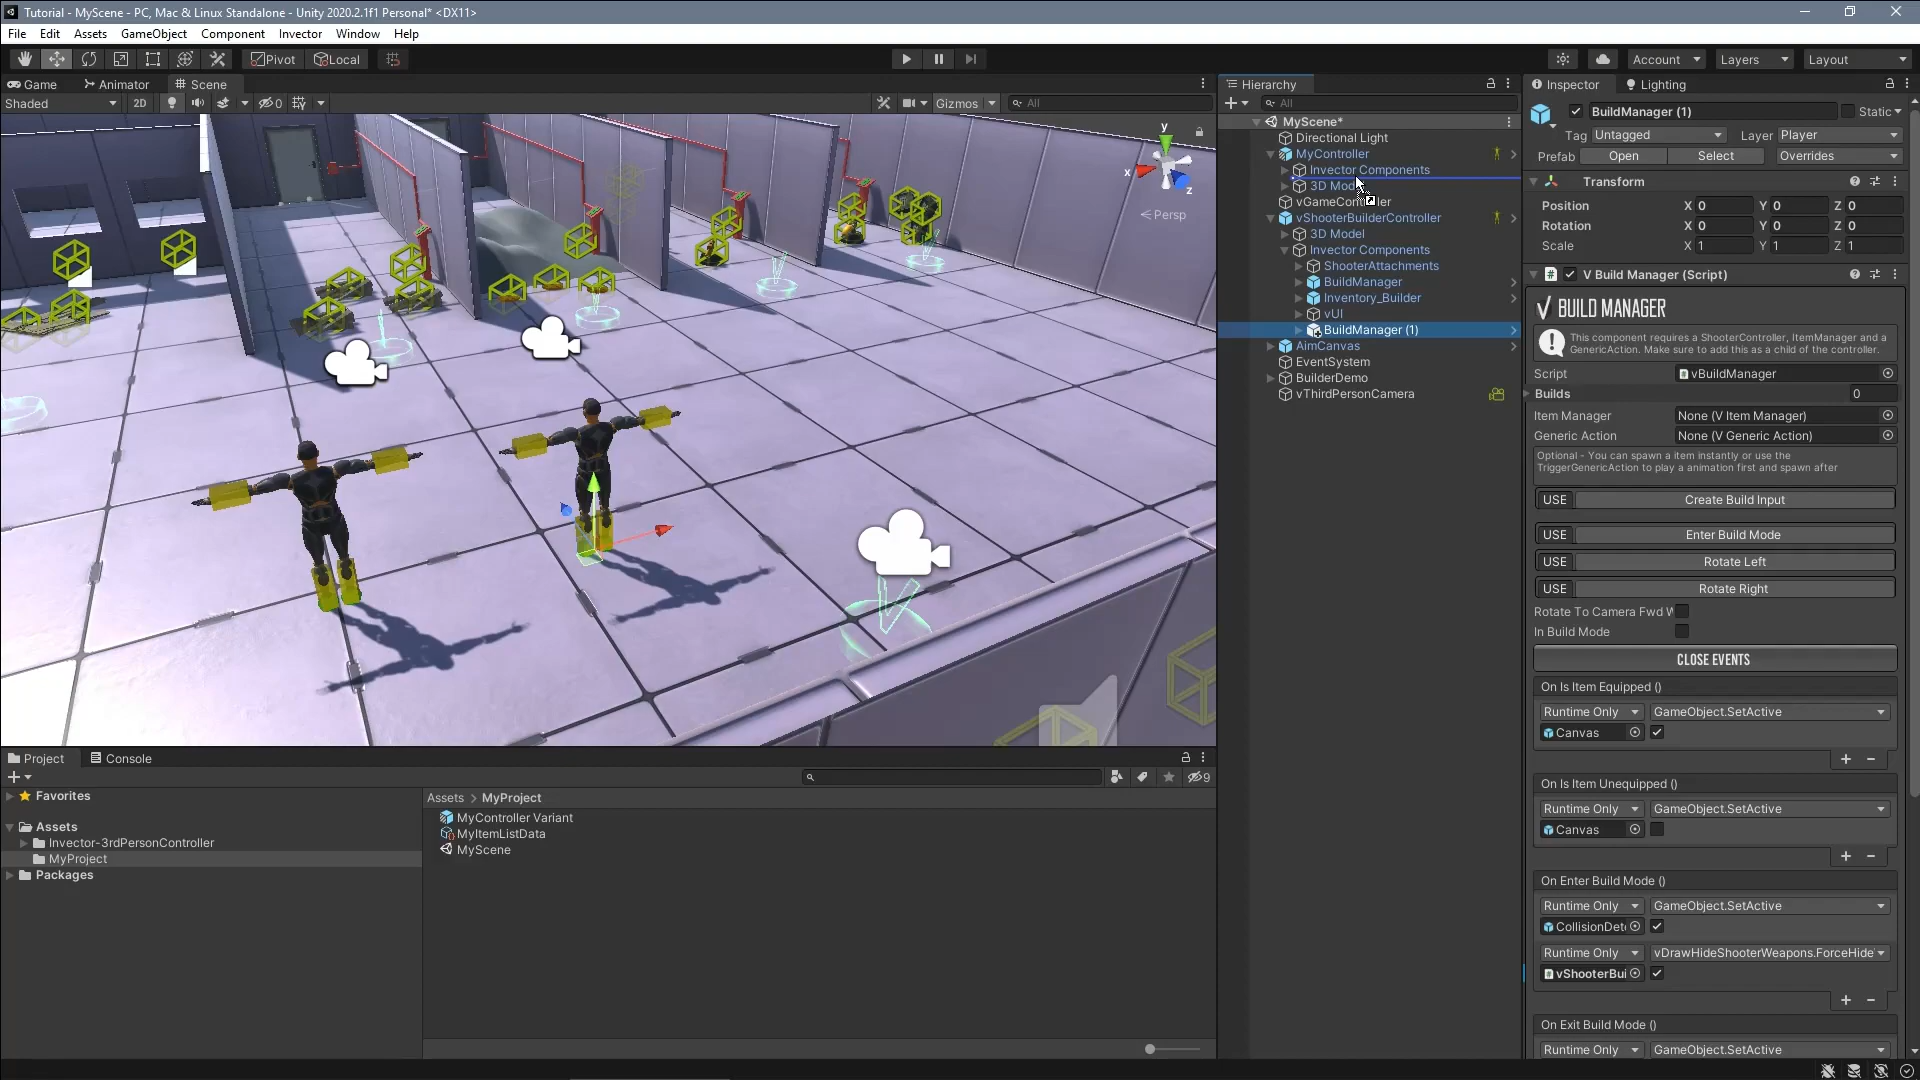 Tutorial - MyScene - PC, Mac & Linux Standalone - Unity 2020.2.1f1 Personal* <DX11>
File Edit Assets GameObject Component Invector Window Help
Pivot Local Account Layers Layout
Game Animator Scene
Shaded 2D 0 Gizmos All
y
x
z
Persp
Hierarchy
All
MyScene*
Directional Light
MyController
Invector Components
3D Mod
vGameController
vShooterBuilderController
3D Model
Invector Components
ShooterAttachments
BuildManager
Inventory_Builder
vUI
BuildManager (1)
AimCanvas
EventSystem
BuilderDemo
vThirdPersonCamera
Inspector Lighting
BuildManager (1) Static
Tag Untagged Layer Player
Prefab Open Select Overrides
Transform
Position X 0 Y 0 Z 0
Rotation X 0 Y 0 Z 0
Scale X 1 Y 1 Z 1
V Build Manager (Script)
BUILD MANAGER
This component requires a ShooterController, ItemManager and a
GenericAction. Make sure to add this as a child of the controller.
Script vBuildManager
Builds 0
Item Manager None (V Item Manager)
Generic Action None (V Generic Action)
Optional - You can spawn a item instantly or use the
TriggerGenericAction to play a animation first and spawn after
USE Create Build Input
USE Enter Build Mode
USE Rotate Left
USE Rotate Right
Rotate To Camera Fwd W
In Build Mode
CLOSE EVENTS
On Is Item Equipped ()
Runtime Only GameObject.SetActive
Canvas
+ −
On Is Item Unequipped ()
Runtime Only GameObject.SetActive
Canvas
+ −
On Enter Build Mode ()
Runtime Only GameObject.SetActive
CollisionDet
Runtime Only vDrawHideShooterWeapons.ForceHide
vShooterBui
+ −
On Exit Build Mode ()
Runtime Only GameObject.SetActive
Project Console
9
Favorites
Assets
Invector-3rdPersonController
MyProject
Packages
Assets > MyProject
MyController Variant
MyItemListData
MyScene